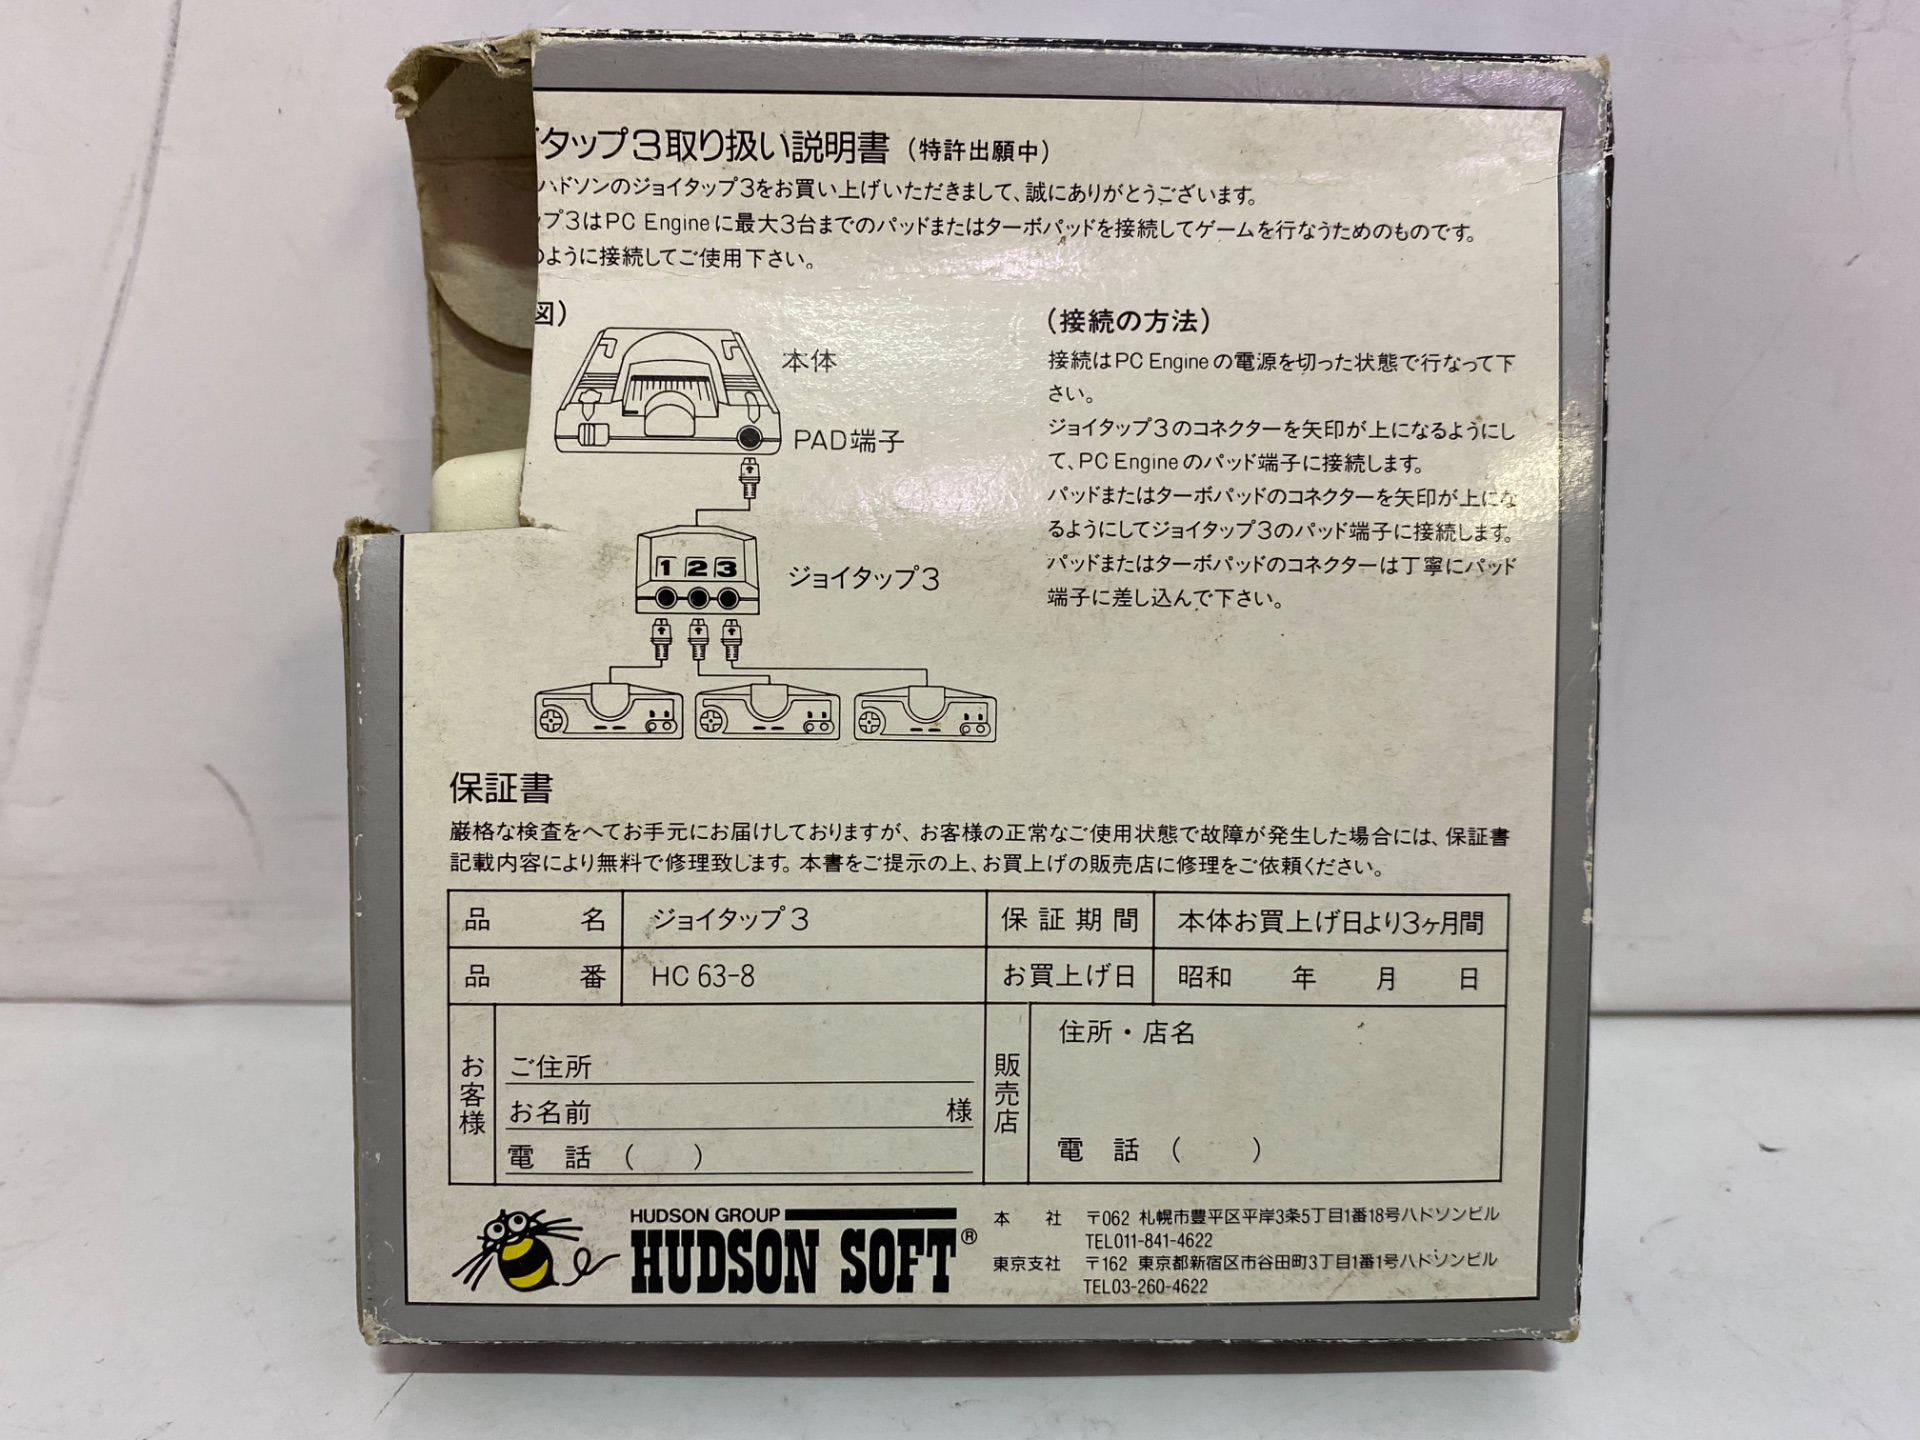 タップ3取り扱い説明書（特許出願中）
ハドソンのジョイタップ3をお買い上げいただきまして、誠にありがとうございます。
プ3はPC Engineに最大3台までのパッドまたはターボパッドを接続してゲームを行なうためのものです。
ように接続してご使用下さい。
図）
本体
PAD端子
1 2 3
ジョイタップ3
（接続の方法）
接続はPC Engineの電源を切った状態で行なって下
さい。
ジョイタップ3のコネクターを矢印が上になるようにし
て、PC Engineのパッド端子に接続します。
パッドまたはターボパッドのコネクターを矢印が上にな
るようにしてジョイタップ3のパッド端子に接続します。
パッドまたはターボパッドのコネクターは丁寧にパッド
端子に差し込んで下さい。
保証書
厳格な検査をへてお手元にお届けしておりますが、お客様の正常なご使用状態で故障が発生した場合には、保証書
記載内容により無料で修理致します。本書をご提示の上、お買上げの販売店に修理をご依頼ください。
品 名 ジョイタップ3 保証期間 本体お買上げ日より3ヶ月間
品 番 HC 63-8 お買上げ日 昭和 年 月 日
お客様
ご住所
お名前 様
電 話 （ ）
販売店
住所・店名
電 話 （ ）
HUDSON GROUP
HUDSON SOFT®
本 社 〒062 札幌市豊平区平岸3条5丁目1番18号ハドソンビル
TEL011-841-4622
東京支社 〒162 東京都新宿区市谷田町3丁目1番1号ハドソンビル
TEL03-260-4622